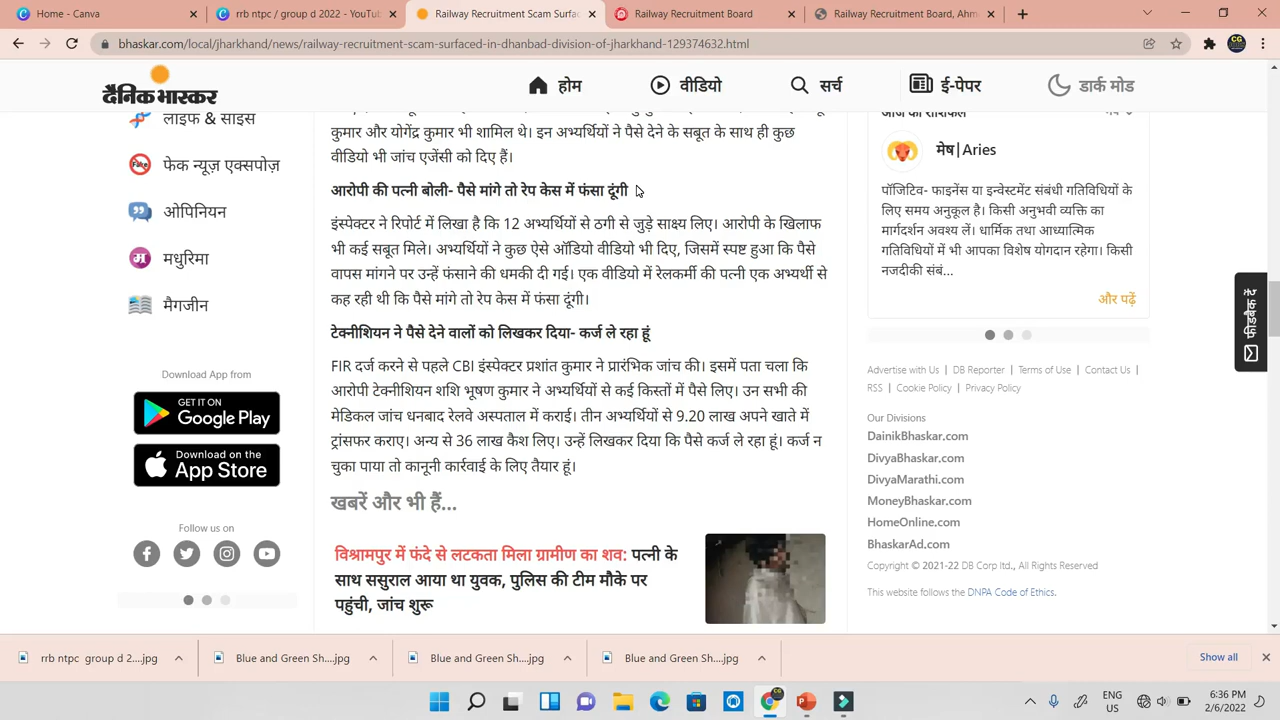 Home - Canva
rrb ntpc / group d 2022 - YouTub
Railway Recruitment Scam Surfac
Railway Recruitment Board
Railway Recruitment Board, Ahm
bhaskar.com/local/jharkhand/news/railway-recruitment-scam-surfaced-in-dhanbad-division-of-jharkhand-129374632.html
दैनिक भास्कर
होम
वीडियो
सर्च
ई-पेपर
डार्क मोड
लाइफ & साइंस
फेक न्यूज़ एक्सपोज़
ओपिनियन
मधुरिमा
मैगजीन
Download App from
GET IT ON
Google Play
Download on the
App Store
Follow us on
कुमार और योगेंद्र कुमार भी शामिल थे। इन अभ्यर्थियों ने पैसे देने के सबूत के साथ ही कुछ
वीडियो भी जांच एजेंसी को दिए हैं।
आरोपी की पत्नी बोली- पैसे मांगे तो रेप केस में फंसा दूंगी
इंस्पेक्टर ने रिपोर्ट में लिखा है कि 12 अभ्यर्थियों से ठगी से जुड़े साक्ष्य लिए। आरोपी के खिलाफ
भी कई सबूत मिले। अभ्यर्थियों ने कुछ ऐसे ऑडियो वीडियो भी दिए, जिसमें स्पष्ट हुआ कि पैसे
वापस मांगने पर उन्हें फंसाने की धमकी दी गई। एक वीडियो में रेलकर्मी की पत्नी एक अभ्यर्थी से
कह रही थी कि पैसे मांगे तो रेप केस में फंसा दूंगी।
टेक्नीशियन ने पैसे देने वालों को लिखकर दिया- कर्ज ले रहा हूं
FIR दर्ज करने से पहले CBI इंस्पेक्टर प्रशांत कुमार ने प्रारंभिक जांच की। इसमें पता चला कि
आरोपी टेक्नीशियन शशि भूषण कुमार ने अभ्यर्थियों से कई किस्तों में पैसे लिए। उन सभी की
मेडिकल जांच धनबाद रेलवे अस्पताल में कराई। तीन अभ्यर्थियों से 9.20 लाख अपने खाते में
ट्रांसफर कराए। अन्य से 36 लाख कैश लिए। उन्हें लिखकर दिया कि पैसे कर्ज ले रहा हूं। कर्ज न
चुका पाया तो कानूनी कार्रवाई के लिए तैयार हूं।
खबरें और भी हैं...
विश्रामपुर में फंदे से लटकता मिला ग्रामीण का शव: पत्नी के
साथ ससुराल आया था युवक, पुलिस की टीम मौके पर
पहुंची, जांच शुरू
आज का राशिफल
मेष|Aries
पॉजिटिव- फाइनेंस या इन्वेस्टमेंट संबंधी गतिविधियों के
लिए समय अनुकूल है। किसी अनुभवी व्यक्ति का
मार्गदर्शन अवश्य लें। धार्मिक तथा आध्यात्मिक
गतिविधियों में भी आपका विशेष योगदान रहेगा। किसी
नजदीकी संबं...
और पढ़ें
फीडबैक दें
Advertise with Us | DB Reporter | Terms of Use | Contact Us |
RSS | Cookie Policy | Privacy Policy
Our Divisions
DainikBhaskar.com
DivyaBhaskar.com
DivyaMarathi.com
MoneyBhaskar.com
HomeOnline.com
BhaskarAd.com
Copyright © 2021-22 DB Corp ltd., All Rights Reserved
This website follows the DNPA Code of Ethics.
rrb ntpc group d 2....jpg
Blue and Green Sh....jpg
Blue and Green Sh....jpg
Blue and Green Sh....jpg
Show all
ENG
US
6:36 PM
2/6/2022